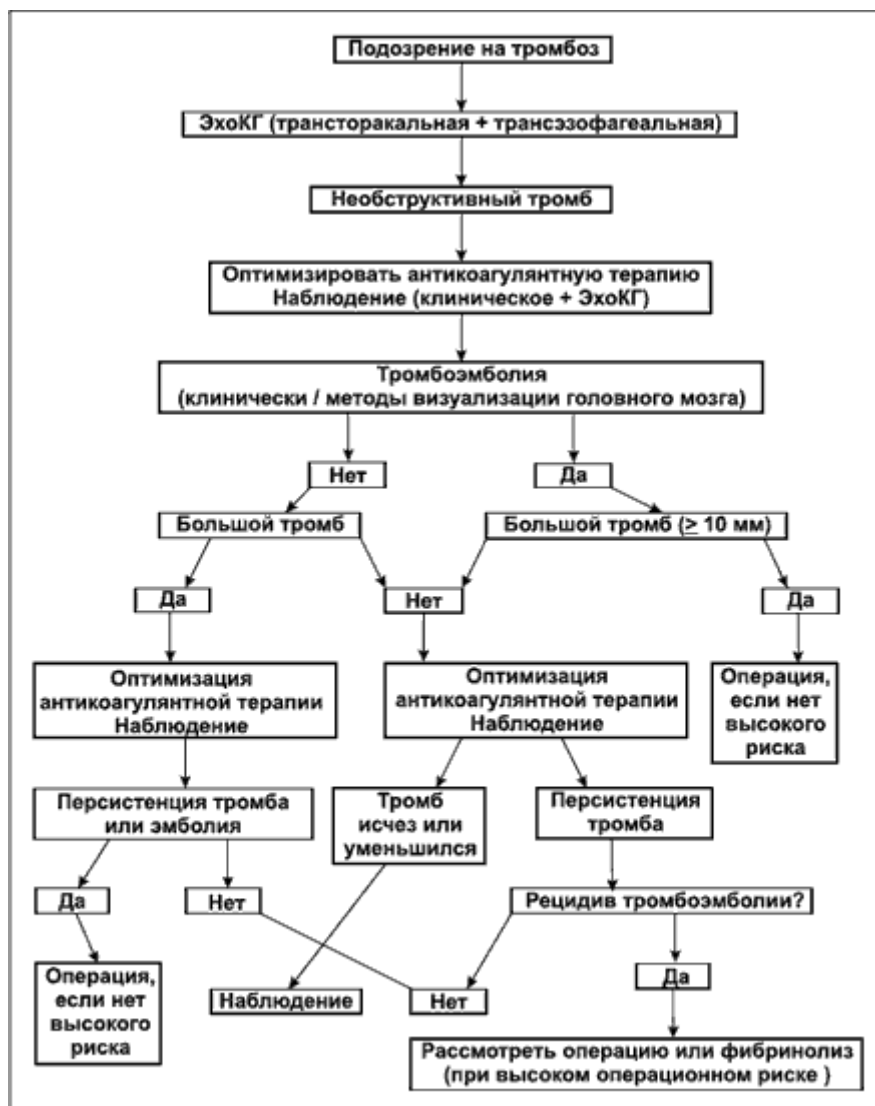 Подозрение на тромбоз
ЭхоКГ (трансторакальная + трансэзофагеальная)
Необструктивный тромб
Оптимизировать антикоагулянтную терапию
Наблюдение (клиническое + ЭхоКГ)
Тромбоэмболия
(клинически / методы визуализации головного мозга)
Нет
Да
Большой тромб
Большой тромб (≥ 10 мм)
Да
Нет
Да
Оптимизация
антикоагулянтной терапии
Наблюдение
Оптимизация
антикоагулянтной терапии
Наблюдение
Операция,
если нет
высокого
риска
Персистенция тромба
или эмболия
Тромб
исчез или
уменьшился
Персистенция
тромба
Да
Нет
Рецидив тромбоэмболии?
Операция,
если нет
высокого
риска
Наблюдение
Нет
Да
Рассмотреть операцию или фибринолиз
(при высоком операционном риске )